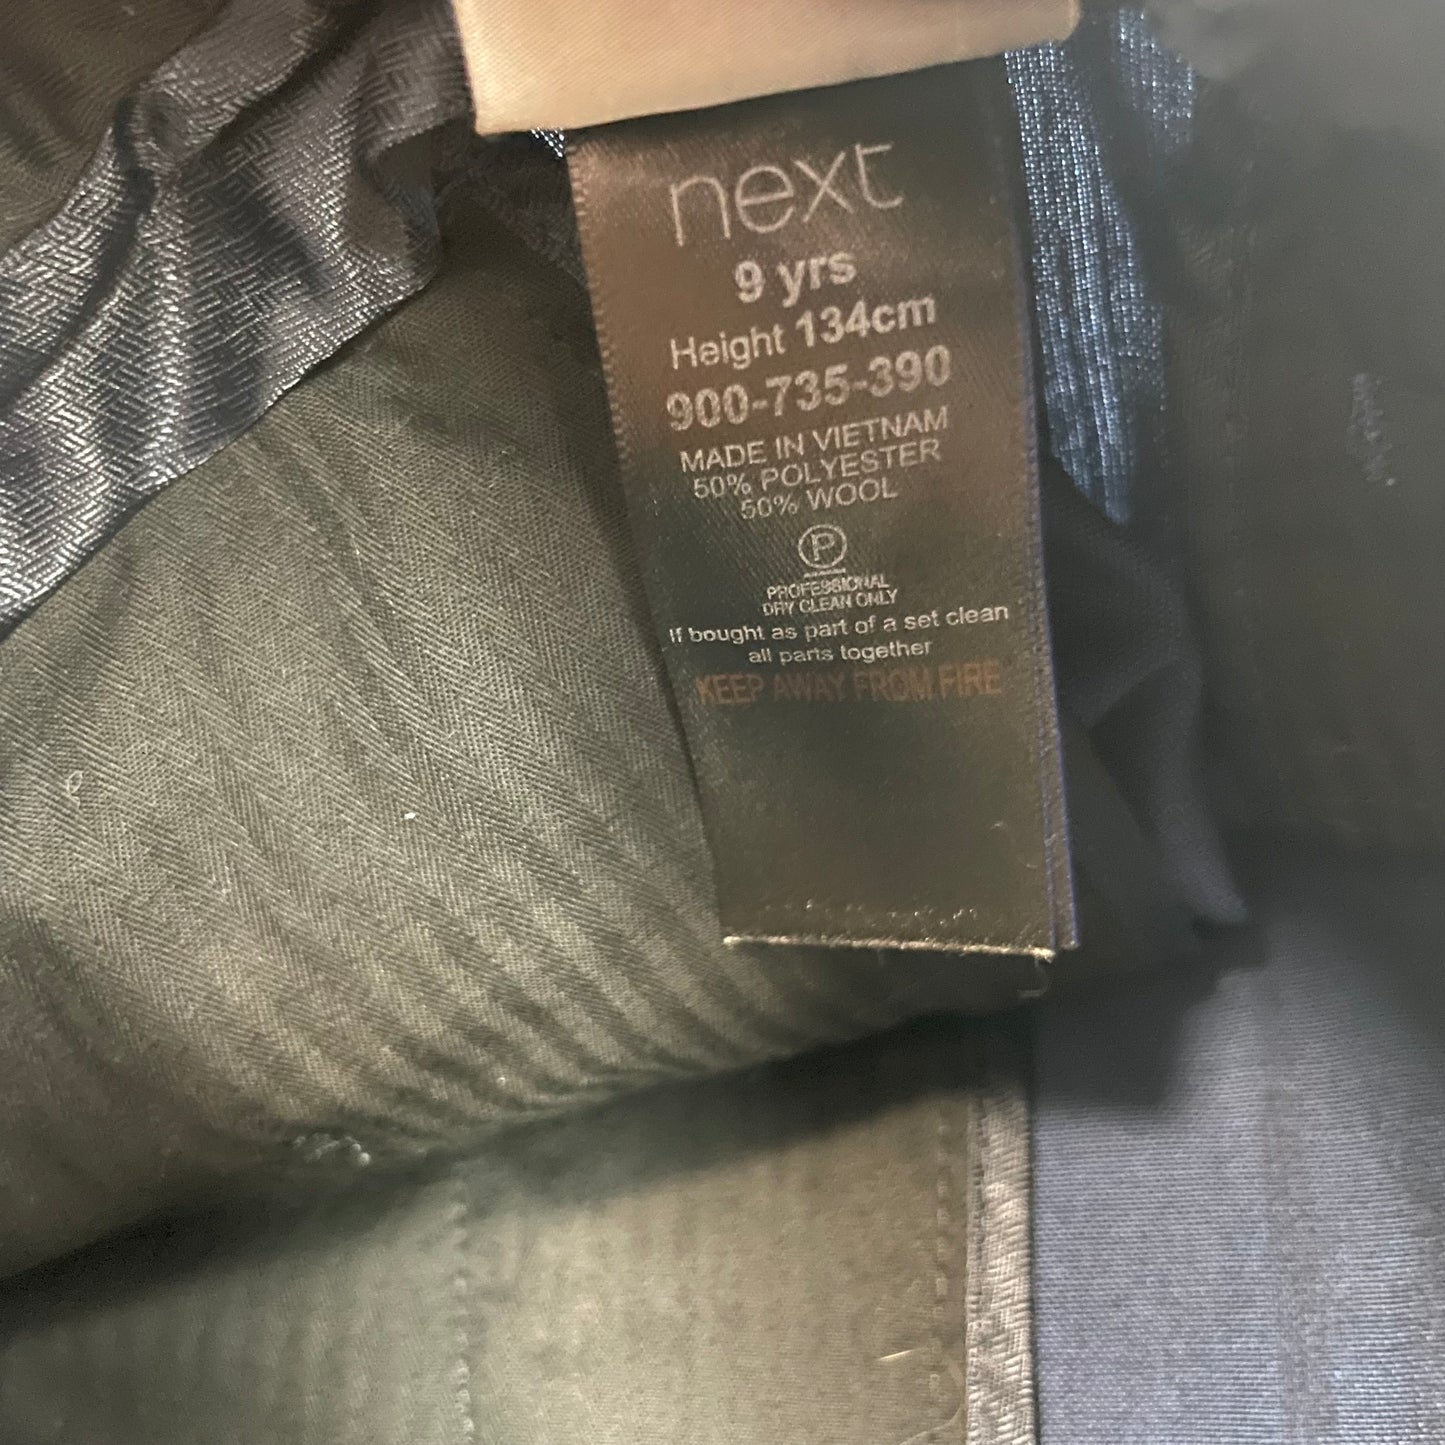 next
9 yrs
Height 134cm
900-735-390
MADE IN VIETNAM
50% POLYESTER
50% WOOL
P
PROFESSIONAL
DRY CLEAN ONLY
If bought as part of a set clean
all parts together
KEEP AWAY FROM FIRE